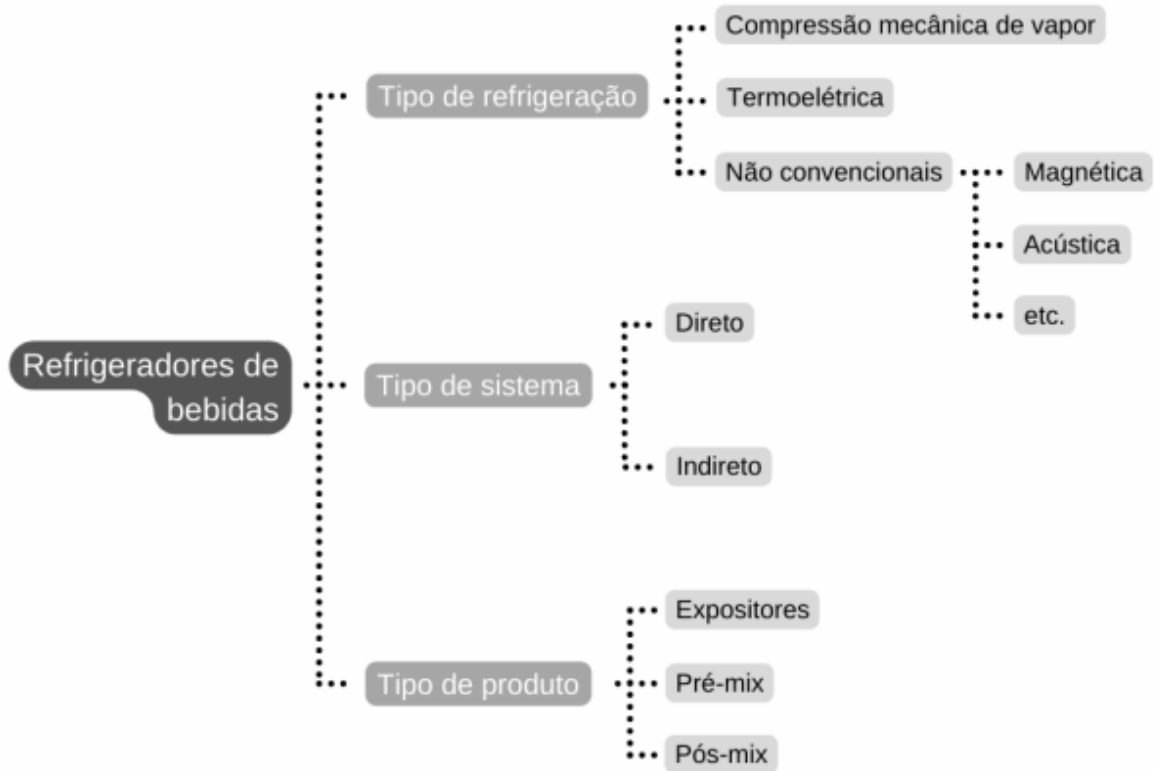 Refrigeradores de
bebidas
Tipo de refrigeração
Compressão mecânica de vapor
Termoelétrica
Não convencionais
Magnética
Acústica
etc.
Tipo de sistema
Direto
Indireto
Tipo de produto
Expositores
Pré-mix
Pós-mix